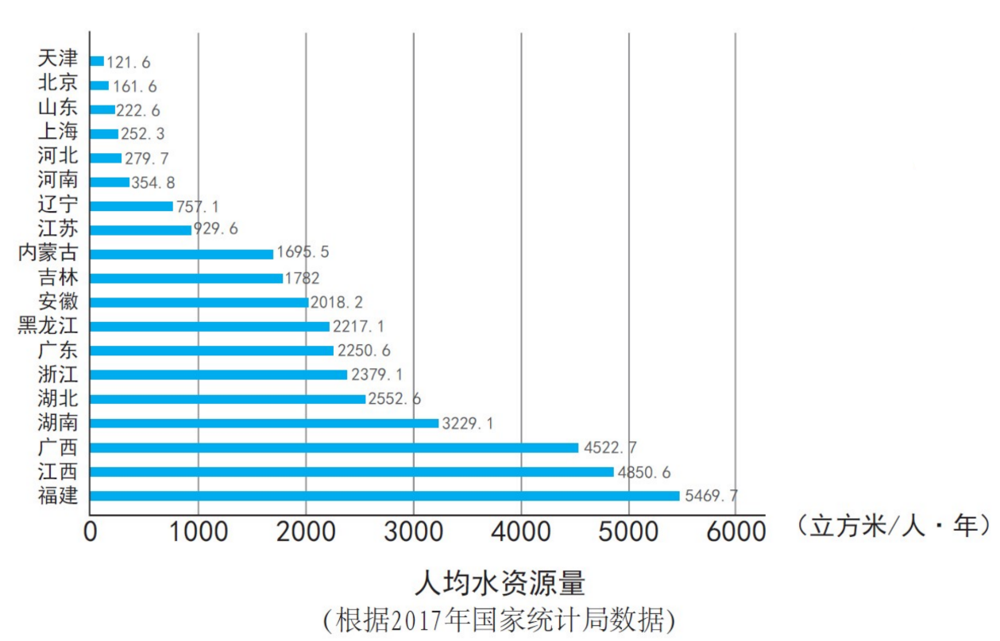 天津 121.6
北京 161.6
山东 222.6
上海 252.3
河北 279.7
河南 354.8
辽宁 757.1
江苏 929.6
内蒙古 1695.5
吉林 1782
安徽 2018.2
黑龙江 2217.1
广东 2250.6
浙江 2379.1
湖北 2552.6
湖南 3229.1
广西 4522.7
江西 4850.6
福建 5469.7
0 1000 2000 3000 4000 5000 6000 （立方米/人·年）
人均水资源量
(根据2017年国家统计局数据)